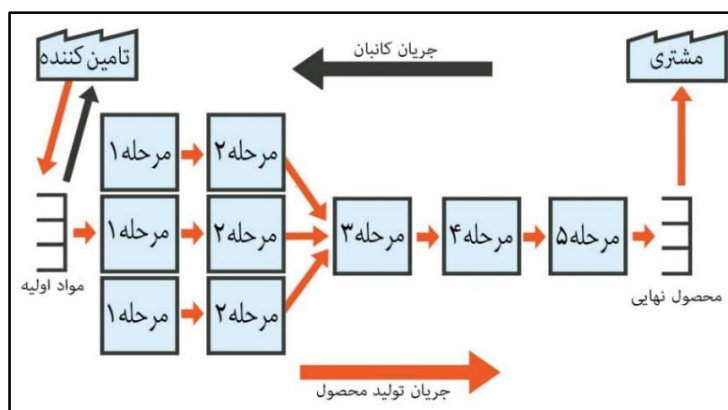 تامین کننده
جریان کانبان
مشتری
مرحله۱
مرحله۲
مرحله۱
مرحله۲
مرحله۳
مرحله۴
مرحله۵
مواد اولیه
محصول نهایی
مرحله۱
مرحله۲
جریان تولید محصول